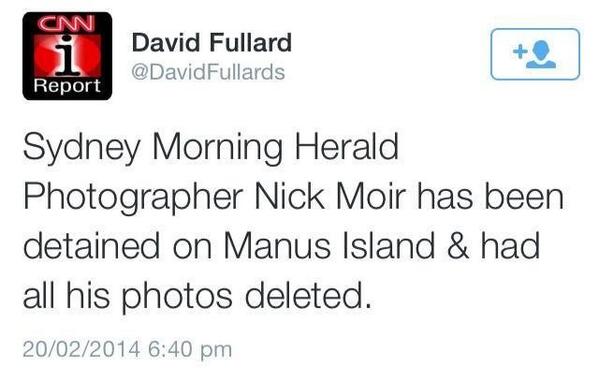 CNN
i
Report
David Fullard
@DavidFullards
Sydney Morning Herald
Photographer Nick Moir has been
detained on Manus Island & had
all his photos deleted.
20/02/2014 6:40 pm